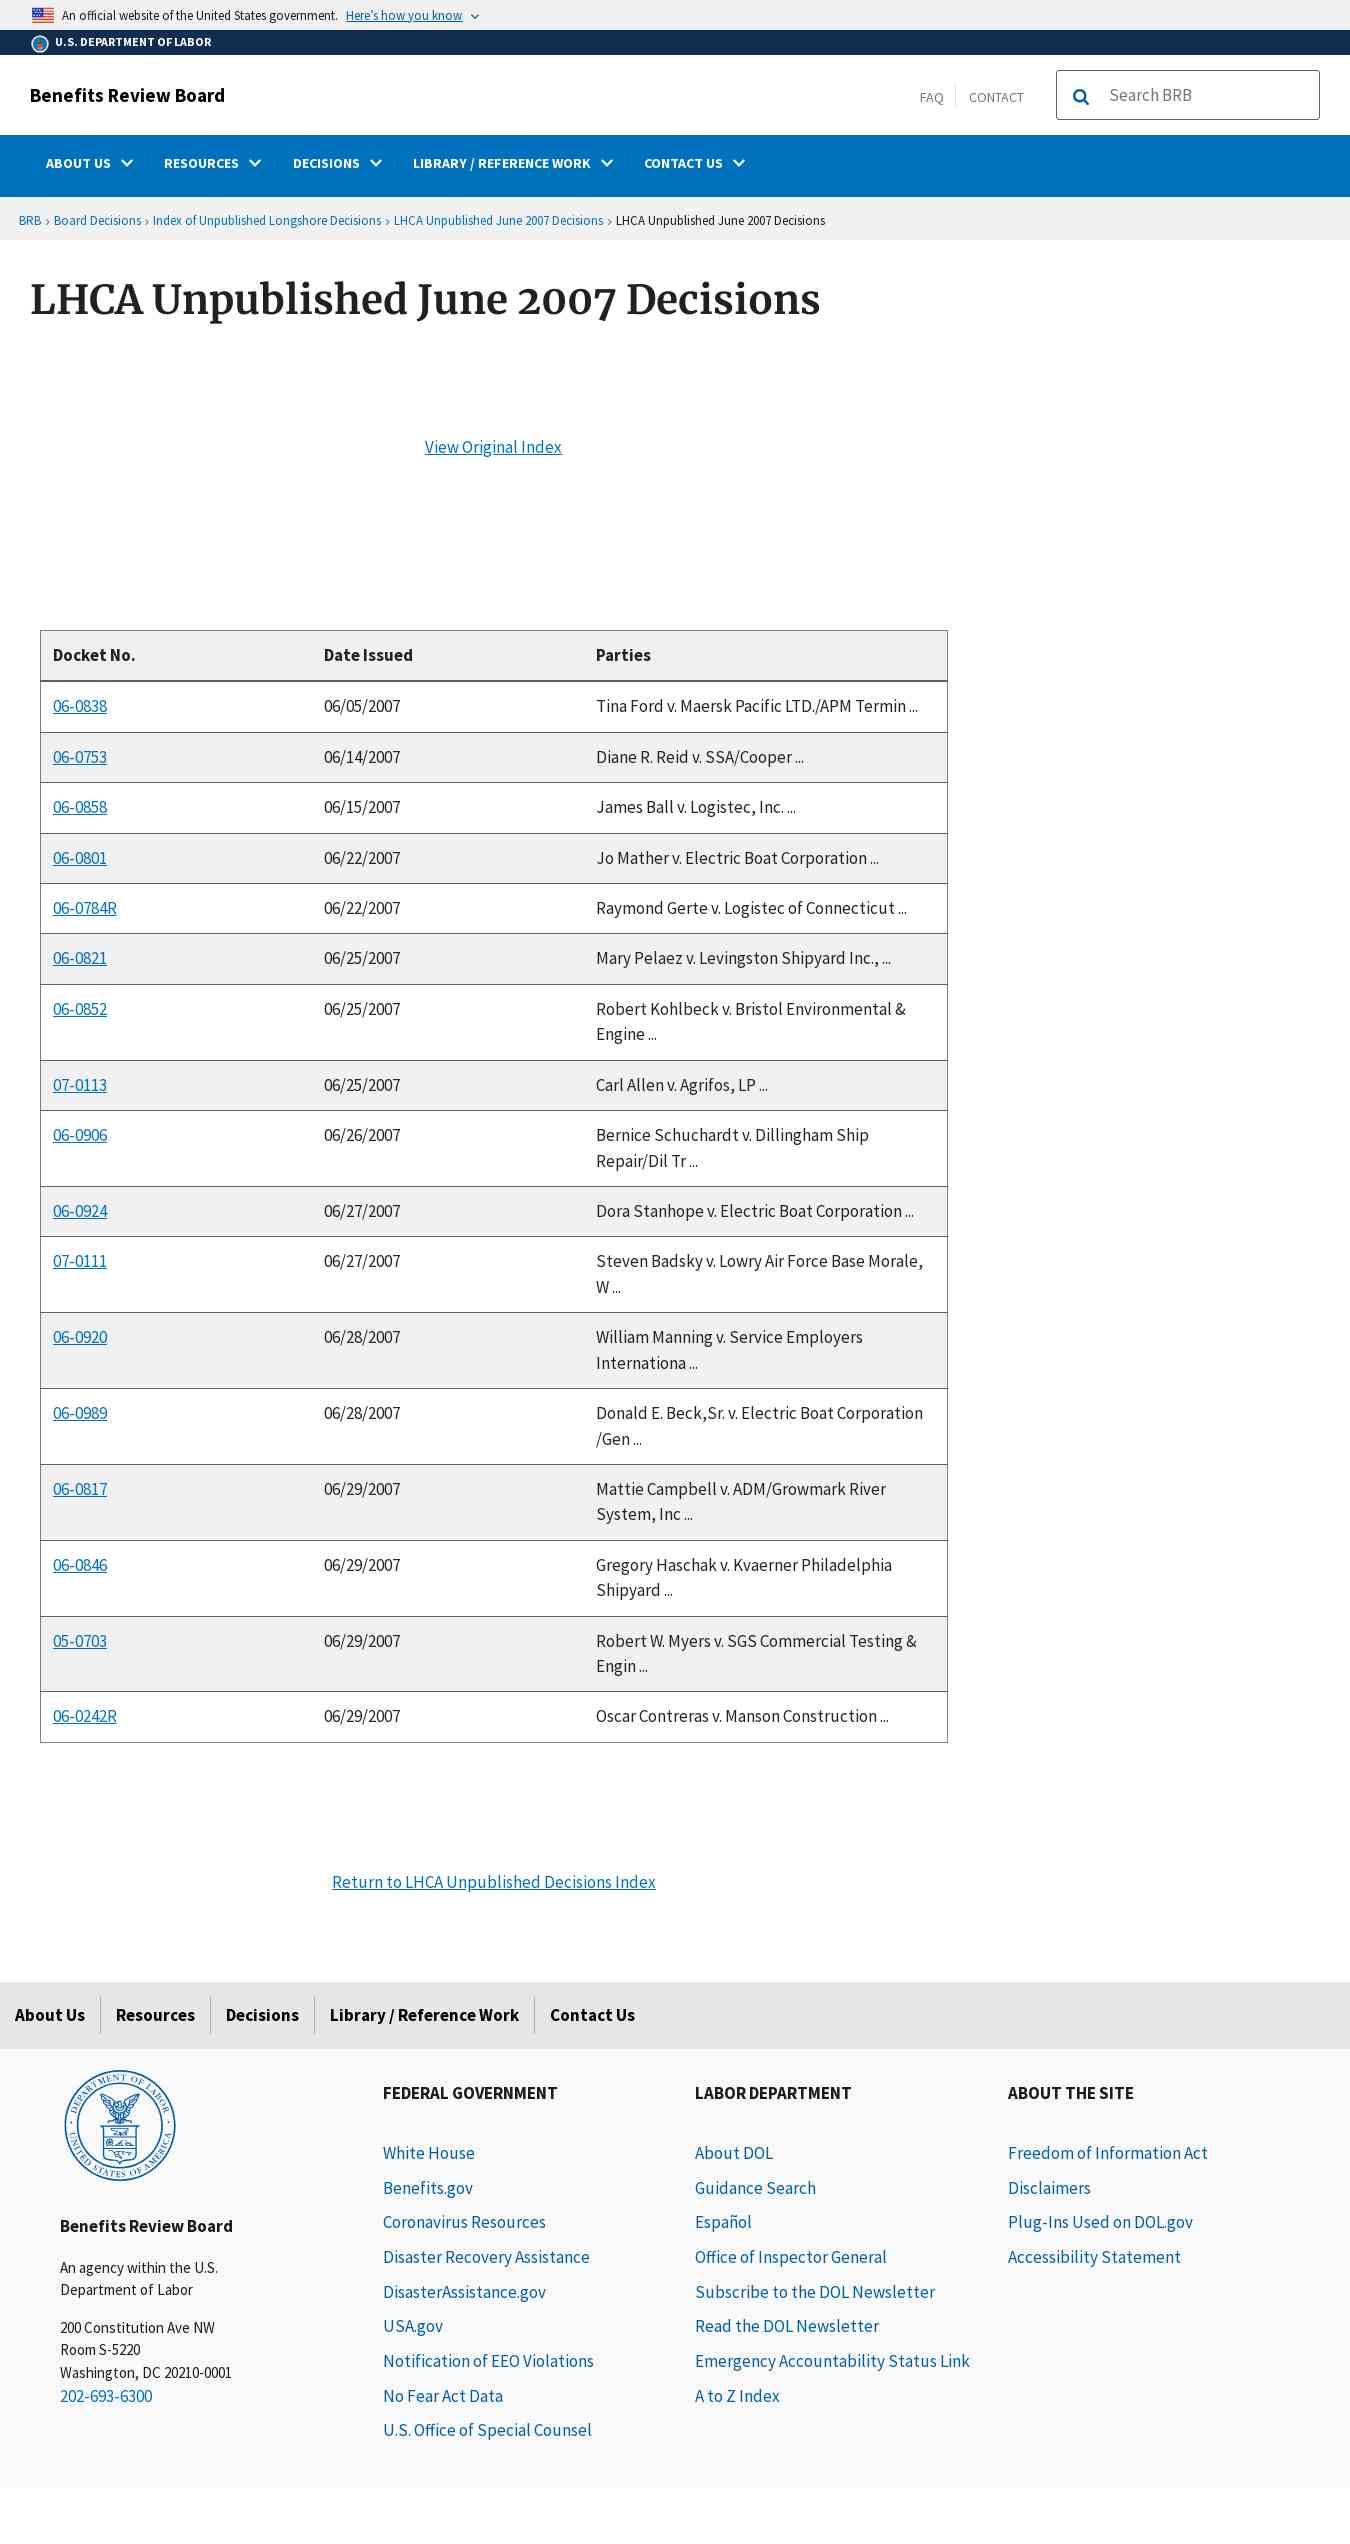 An official website of the United States government. Here's how you know
U.S. DEPARTMENT OF LABOR
Benefits Review Board
FAQ
CONTACT
Search BRB
ABOUT US
RESOURCES
DECISIONS
LIBRARY / REFERENCE WORK
CONTACT US
BRB › Board Decisions › Index of Unpublished Longshore Decisions › LHCA Unpublished June 2007 Decisions › LHCA Unpublished June 2007 Decisions
LHCA Unpublished June 2007 Decisions
View Original Index
Docket No. Date Issued Parties
06-0838 06/05/2007 Tina Ford v. Maersk Pacific LTD./APM Termin ...
06-0753 06/14/2007 Diane R. Reid v. SSA/Cooper ...
06-0858 06/15/2007 James Ball v. Logistec, Inc. ...
06-0801 06/22/2007 Jo Mather v. Electric Boat Corporation ...
06-0784R 06/22/2007 Raymond Gerte v. Logistec of Connecticut ...
06-0821 06/25/2007 Mary Pelaez v. Levingston Shipyard Inc., ...
06-0852 06/25/2007 Robert Kohlbeck v. Bristol Environmental &
Engine ...
07-0113 06/25/2007 Carl Allen v. Agrifos, LP ...
06-0906 06/26/2007 Bernice Schuchardt v. Dillingham Ship
Repair/Dil Tr ...
06-0924 06/27/2007 Dora Stanhope v. Electric Boat Corporation ...
07-0111 06/27/2007 Steven Badsky v. Lowry Air Force Base Morale,
W ...
06-0920 06/28/2007 William Manning v. Service Employers
Internationa ...
06-0989 06/28/2007 Donald E. Beck,Sr. v. Electric Boat Corporation
/Gen ...
06-0817 06/29/2007 Mattie Campbell v. ADM/Growmark River
System, Inc ...
06-0846 06/29/2007 Gregory Haschak v. Kvaerner Philadelphia
Shipyard ...
05-0703 06/29/2007 Robert W. Myers v. SGS Commercial Testing &
Engin ...
06-0242R 06/29/2007 Oscar Contreras v. Manson Construction ...
Return to LHCA Unpublished Decisions Index
About Us
Resources
Decisions
Library / Reference Work
Contact Us
DEPARTMENT OF LABOR
UNITED STATES OF AMERICA
Benefits Review Board
An agency within the U.S.
Department of Labor
200 Constitution Ave NW
Room S-5220
Washington, DC 20210-0001
202-693-6300
FEDERAL GOVERNMENT
White House
Benefits.gov
Coronavirus Resources
Disaster Recovery Assistance
DisasterAssistance.gov
USA.gov
Notification of EEO Violations
No Fear Act Data
U.S. Office of Special Counsel
LABOR DEPARTMENT
About DOL
Guidance Search
Español
Office of Inspector General
Subscribe to the DOL Newsletter
Read the DOL Newsletter
Emergency Accountability Status Link
A to Z Index
ABOUT THE SITE
Freedom of Information Act
Disclaimers
Plug-Ins Used on DOL.gov
Accessibility Statement